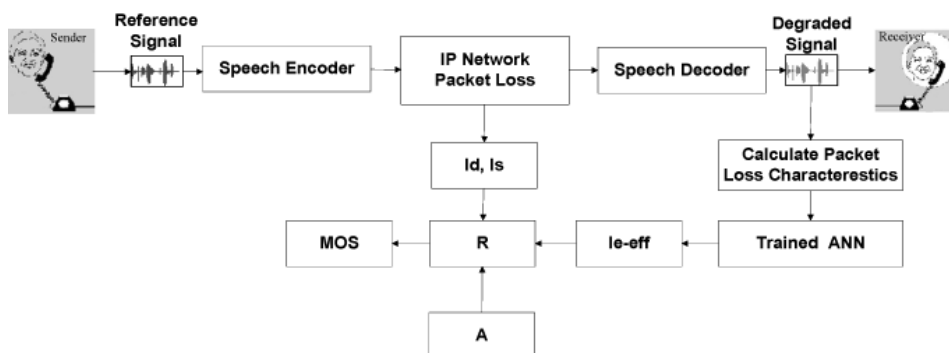 Sender
Reference
Signal
Speech Encoder
IP Network
Packet Loss
Speech Decoder
Degraded
Signal
Receiver
Id, Is
Calculate Packet
Loss Characterestics
MOS
R
Ie-eff
Trained ANN
A